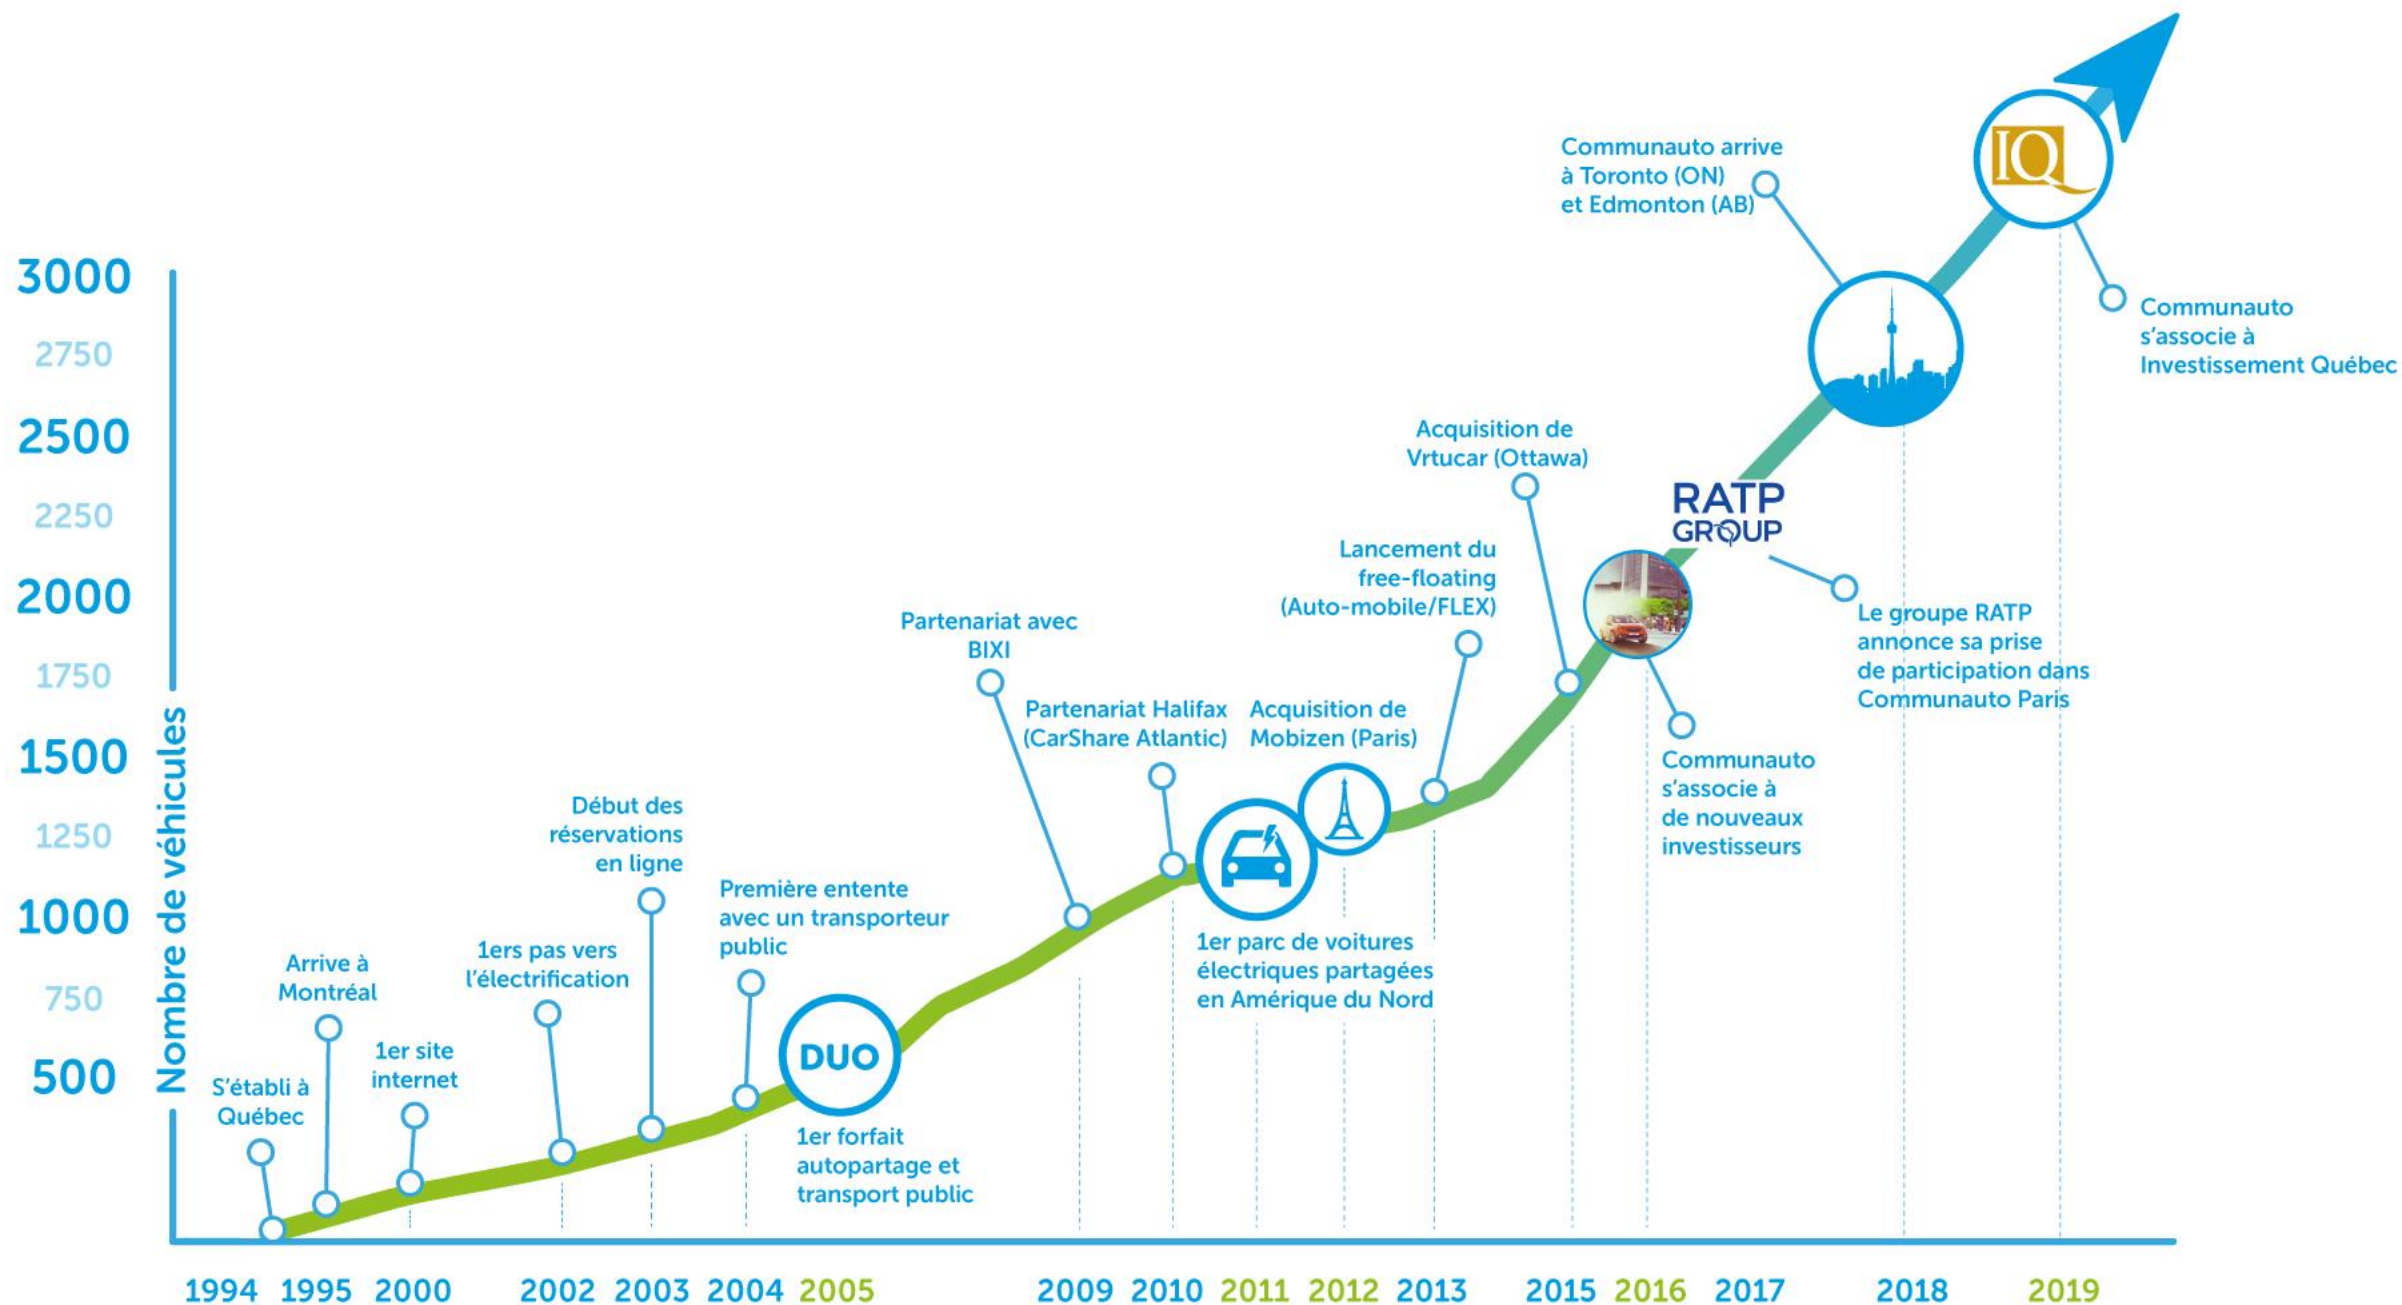 3000
2750
2500
2250
2000
1750
1500
1250
1000
750
500
Nombre de véhicules
S’établi à
Québec
Arrive à
Montréal
1er site
internet
1ers pas vers
l’électrification
Début des
réservations
en ligne
Première entente
avec un transporteur
public
DUO
1er forfait
autopartage et
transport public
Partenariat avec
BIXI
Partenariat Halifax
(CarShare Atlantic)
1er parc de voitures
électriques partagées
en Amérique du Nord
Acquisition de
Mobizen (Paris)
Lancement du
free-floating
(Auto-mobile/FLEX)
Acquisition de
Vrtucar (Ottawa)
Communauto
s’associe à
de nouveaux
investisseurs
RATP
GROUP
Le groupe RATP
annonce sa prise
de participation dans
Communauto Paris
Communauto arrive
à Toronto (ON)
et Edmonton (AB)
IQ
Communauto
s’associe à
Investissement Québec
1994 1995 2000 2002 2003 2004 2005 2009 2010 2011 2012 2013 2015 2016 2017 2018 2019